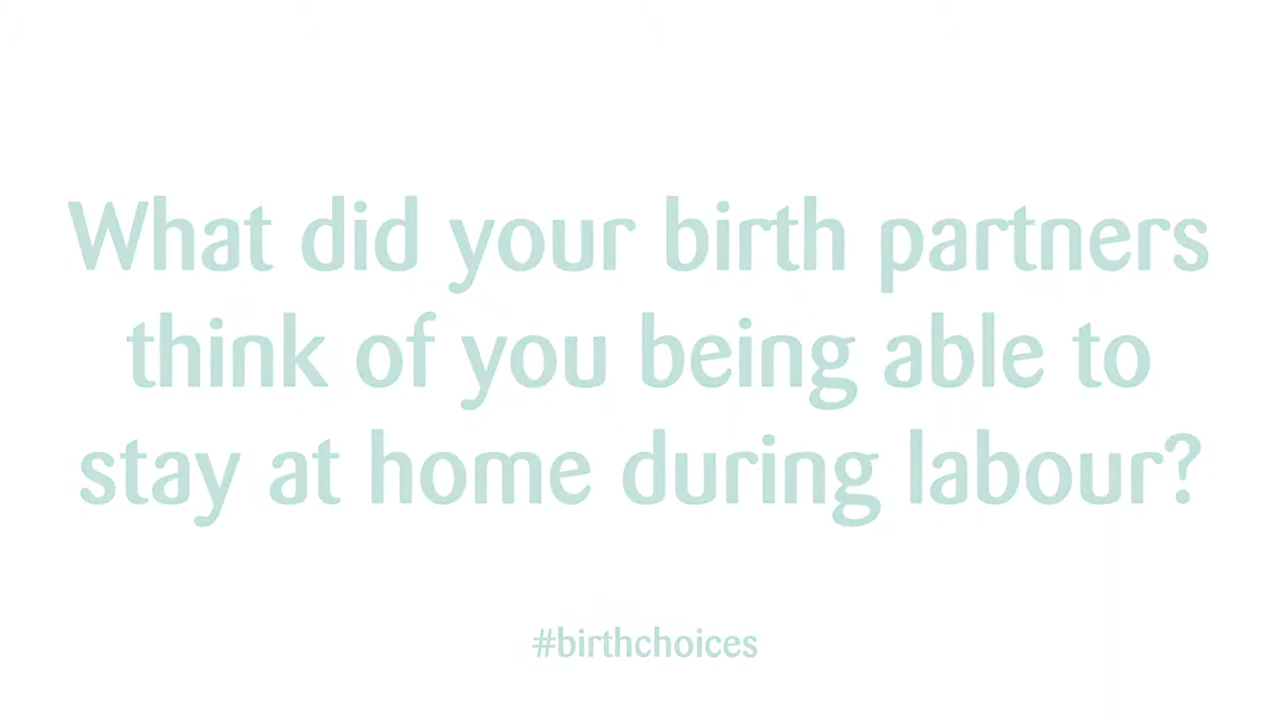 What did your birth partners
think of you being able to
stay at home during labour?
#birthchoices